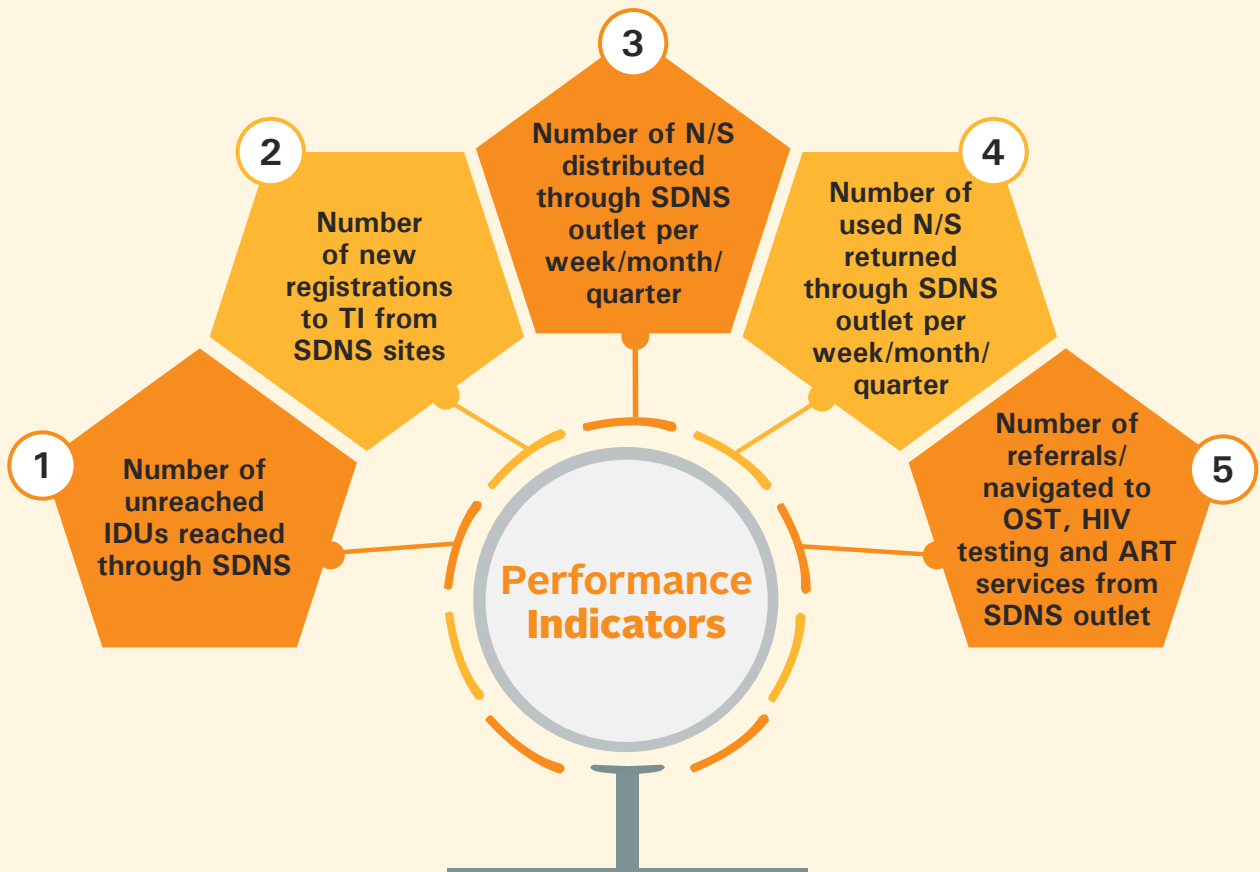 1
Number of
unreached
IDUs reached
through SDNS
2
Number
of new
registrations
to TI from
SDNS sites
3
Number of N/S
distributed
through SDNS
outlet per
week/month/
quarter
4
Number of
used N/S
returned
through SDNS
outlet per
week/month/
quarter
5
Number of
referrals/
navigated to
OST, HIV
testing and ART
services from
SDNS outlet
Performance
Indicators